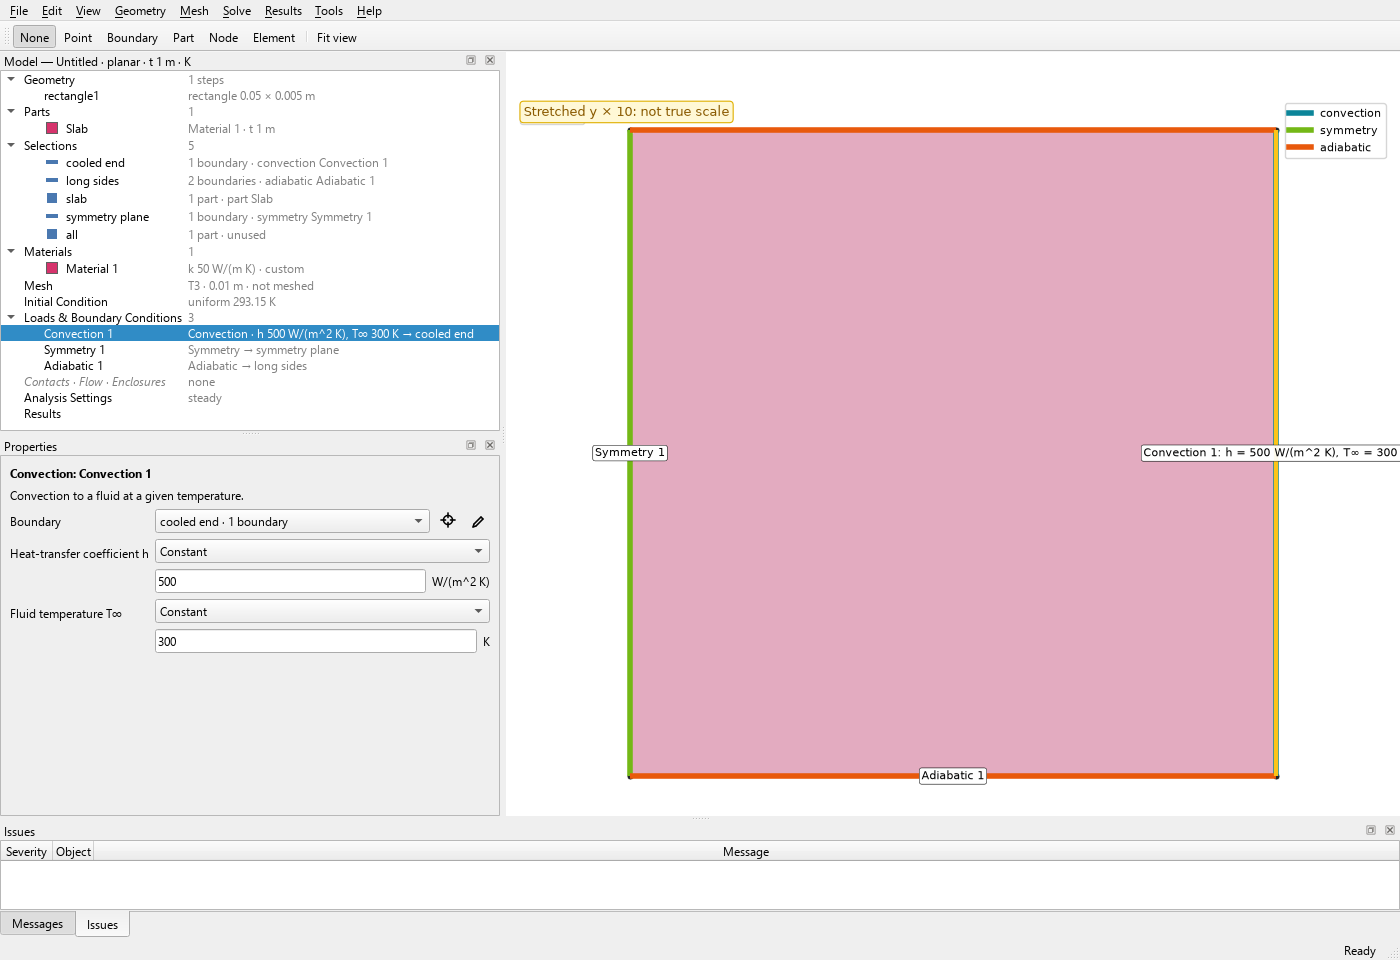 File Edit View Geometry Mesh Solve Results Tools Help
None Point Boundary Part Node Element Fit view
Model — Untitled · planar · t 1 m · K
Geometry 1 steps
rectangle1 rectangle 0.05 × 0.005 m
Parts 1
Slab Material 1 · t 1 m
Selections 5
cooled end 1 boundary · convection Convection 1
long sides 2 boundaries · adiabatic Adiabatic 1
slab 1 part · part Slab
symmetry plane 1 boundary · symmetry Symmetry 1
all 1 part · unused
Materials 1
Material 1 k 50 W/(m K) · custom
Mesh T3 · 0.01 m · not meshed
Initial Condition uniform 293.15 K
Loads & Boundary Conditions 3
Convection 1 Convection · h 500 W/(m^2 K), T∞ 300 K → cooled end
Symmetry 1 Symmetry → symmetry plane
Adiabatic 1 Adiabatic → long sides
Contacts · Flow · Enclosures none
Analysis Settings steady
Results
Properties
Convection: Convection 1
Convection to a fluid at a given temperature.
Boundary cooled end · 1 boundary
Heat-transfer coefficient h Constant
500 W/(m^2 K)
Fluid temperature T∞ Constant
300 K
Stretched y × 10: not true scale
convection
symmetry
adiabatic
Symmetry 1
Convection 1: h = 500 W/(m^2 K), T∞ = 300
Adiabatic 1
Issues
Severity Object Message
Messages Issues
Ready